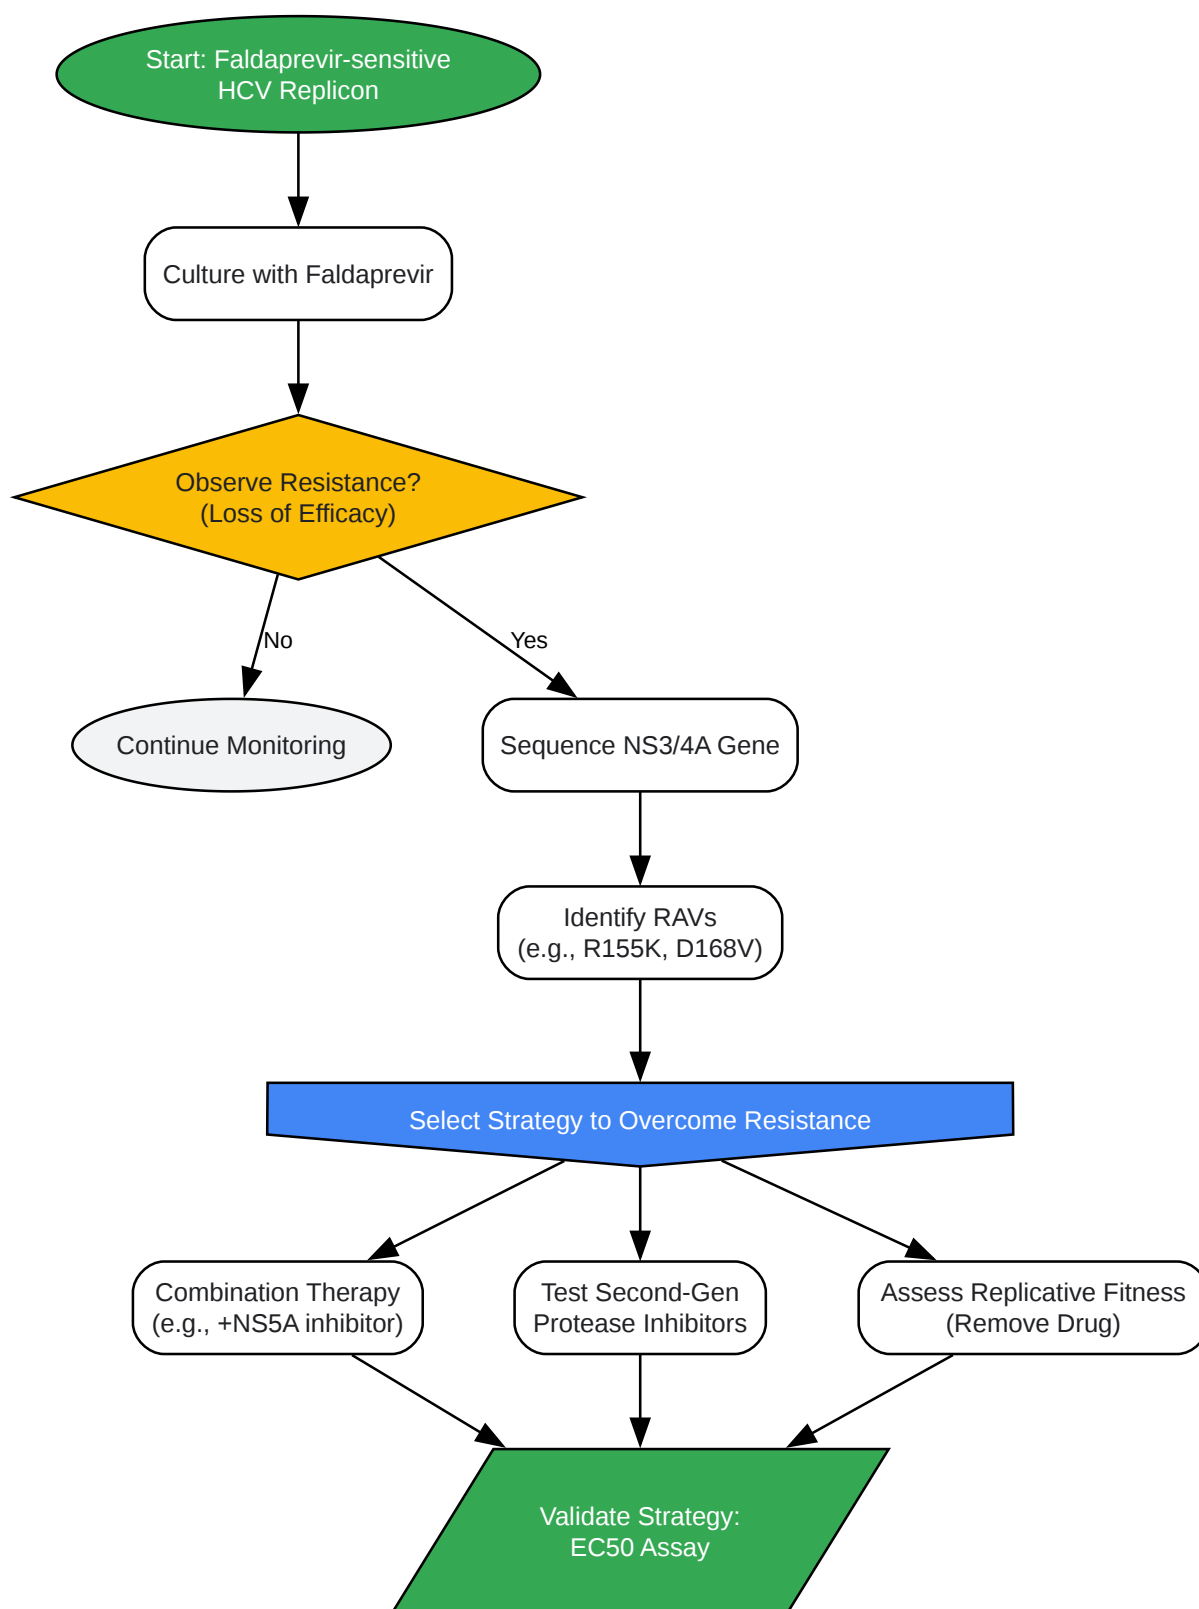 Start: Faldaprevir-sensitive
HCV Replicon
Culture with Faldaprevir
Observe Resistance?
(Loss of Efficacy)
No
Yes
Continue Monitoring
Sequence NS3/4A Gene
Identify RAVs
(e.g., R155K, D168V)
Select Strategy to Overcome Resistance
Combination Therapy
(e.g., +NS5A inhibitor)
Test Second-Gen
Protease Inhibitors
Assess Replicative Fitness
(Remove Drug)
Validate Strategy:
EC50 Assay